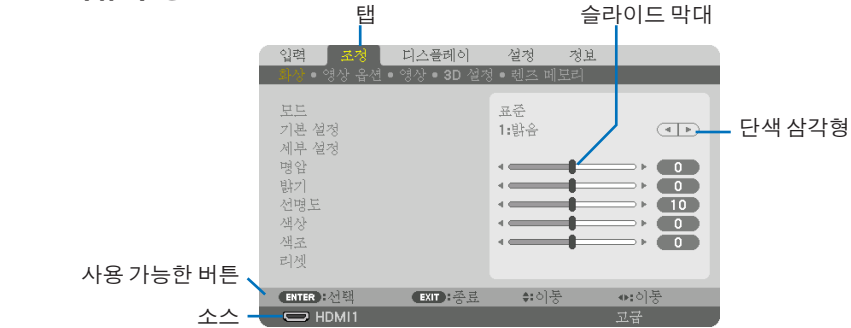 탭 슬라이드 막대
입력 조정 디스플레이 설정 정보
화상 • 영상 옵션 • 영상 • 3D 설정 • 렌즈 메모리
모드 표준
기본 설정 1:밝음 단색 삼각형
세부 설정
명암 0
밝기 0
선명도 10
색상 0
색조 0
리셋
사용 가능한 버튼
ENTER:선택 EXIT:종료 :이동 :이동
소스 HDMI1 고급